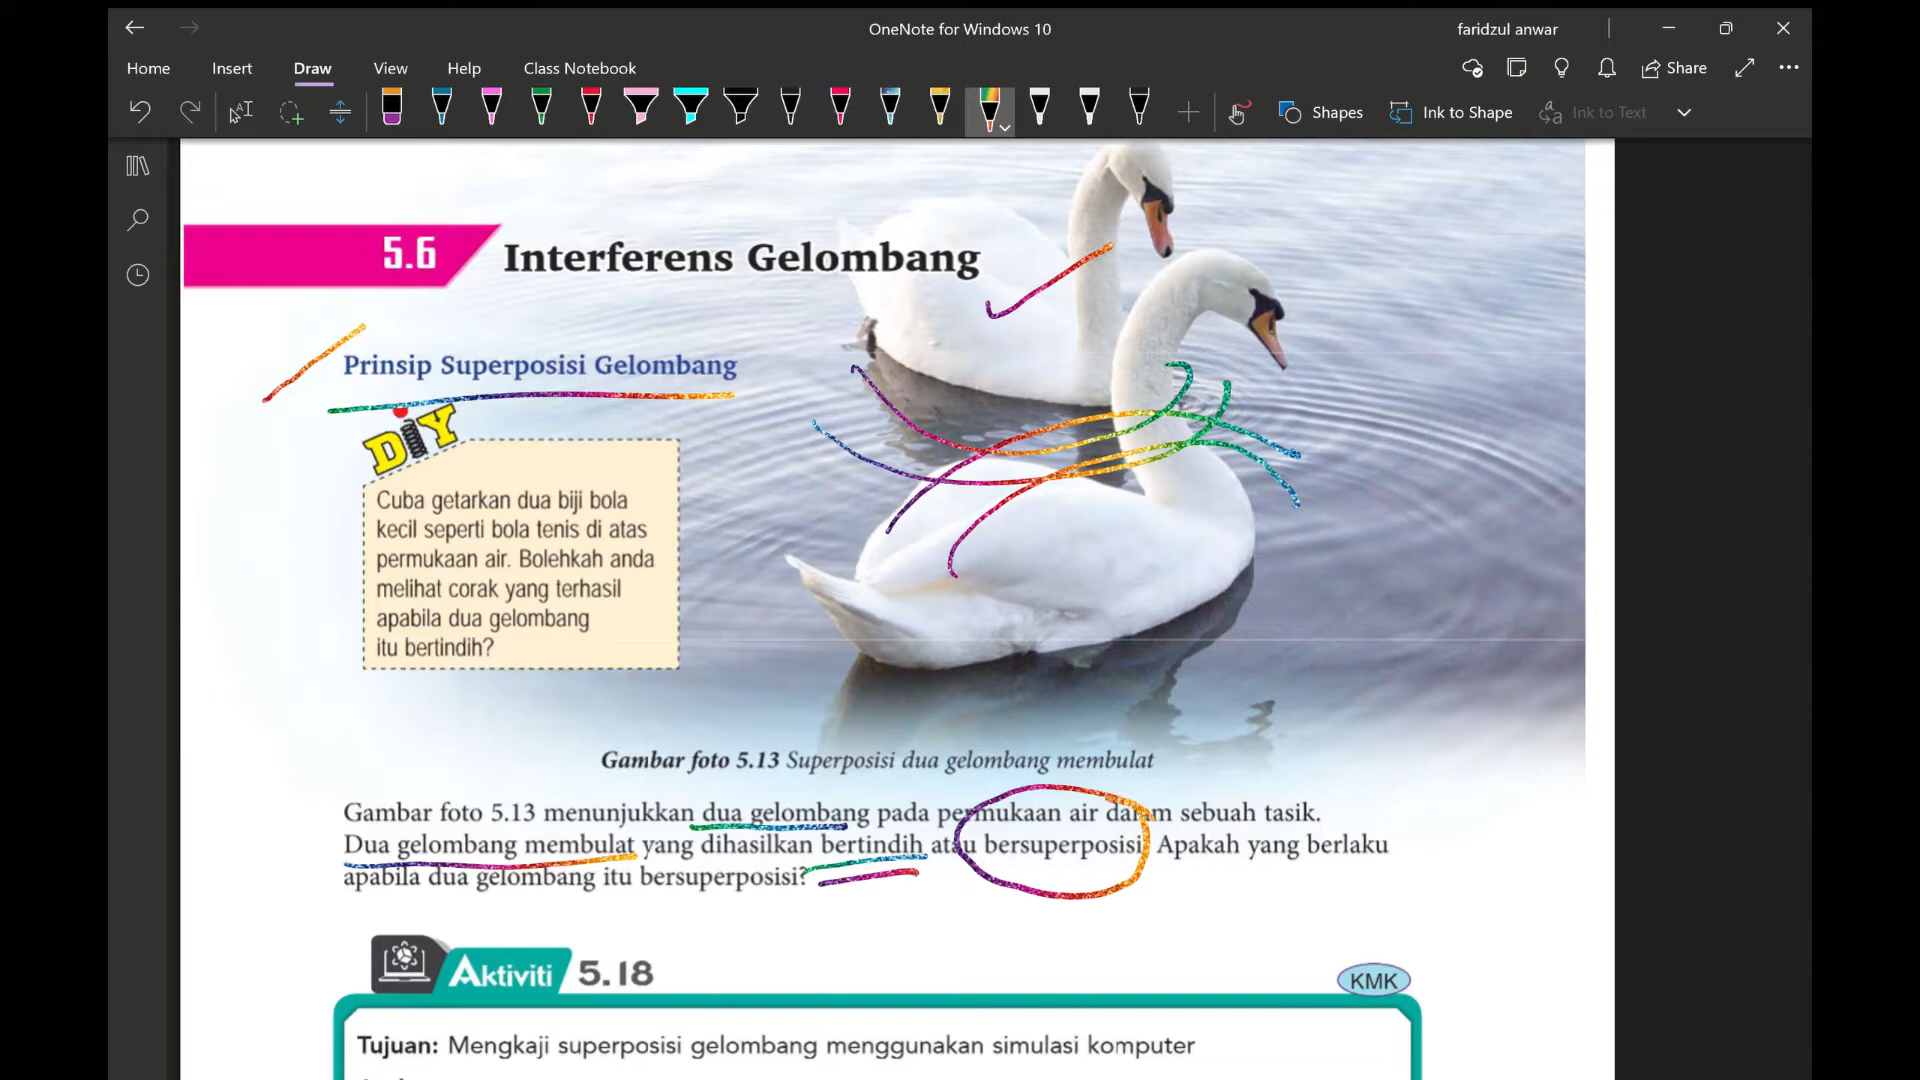 OneNote for Windows 10
faridzul anwar
Home
Insert
Draw
View
Help
Class Notebook
Share
Shapes
Ink to Shape
Ink to Text
5.6
Interferens Gelombang
Prinsip Superposisi Gelombang
DiY
Cuba getarkan dua biji bola
kecil seperti bola tenis di atas
permukaan air. Bolehkah anda
melihat corak yang terhasil
apabila dua gelombang
itu bertindih?
Gambar foto 5.13 Superposisi dua gelombang membulat
Gambar foto 5.13 menunjukkan dua gelombang pada permukaan air dalam sebuah tasik.
Dua gelombang membulat yang dihasilkan bertindih atau bersuperposisi. Apakah yang berlaku
apabila dua gelombang itu bersuperposisi?
Aktiviti 5.18
KMK
Tujuan: Mengkaji superposisi gelombang menggunakan simulasi komputer